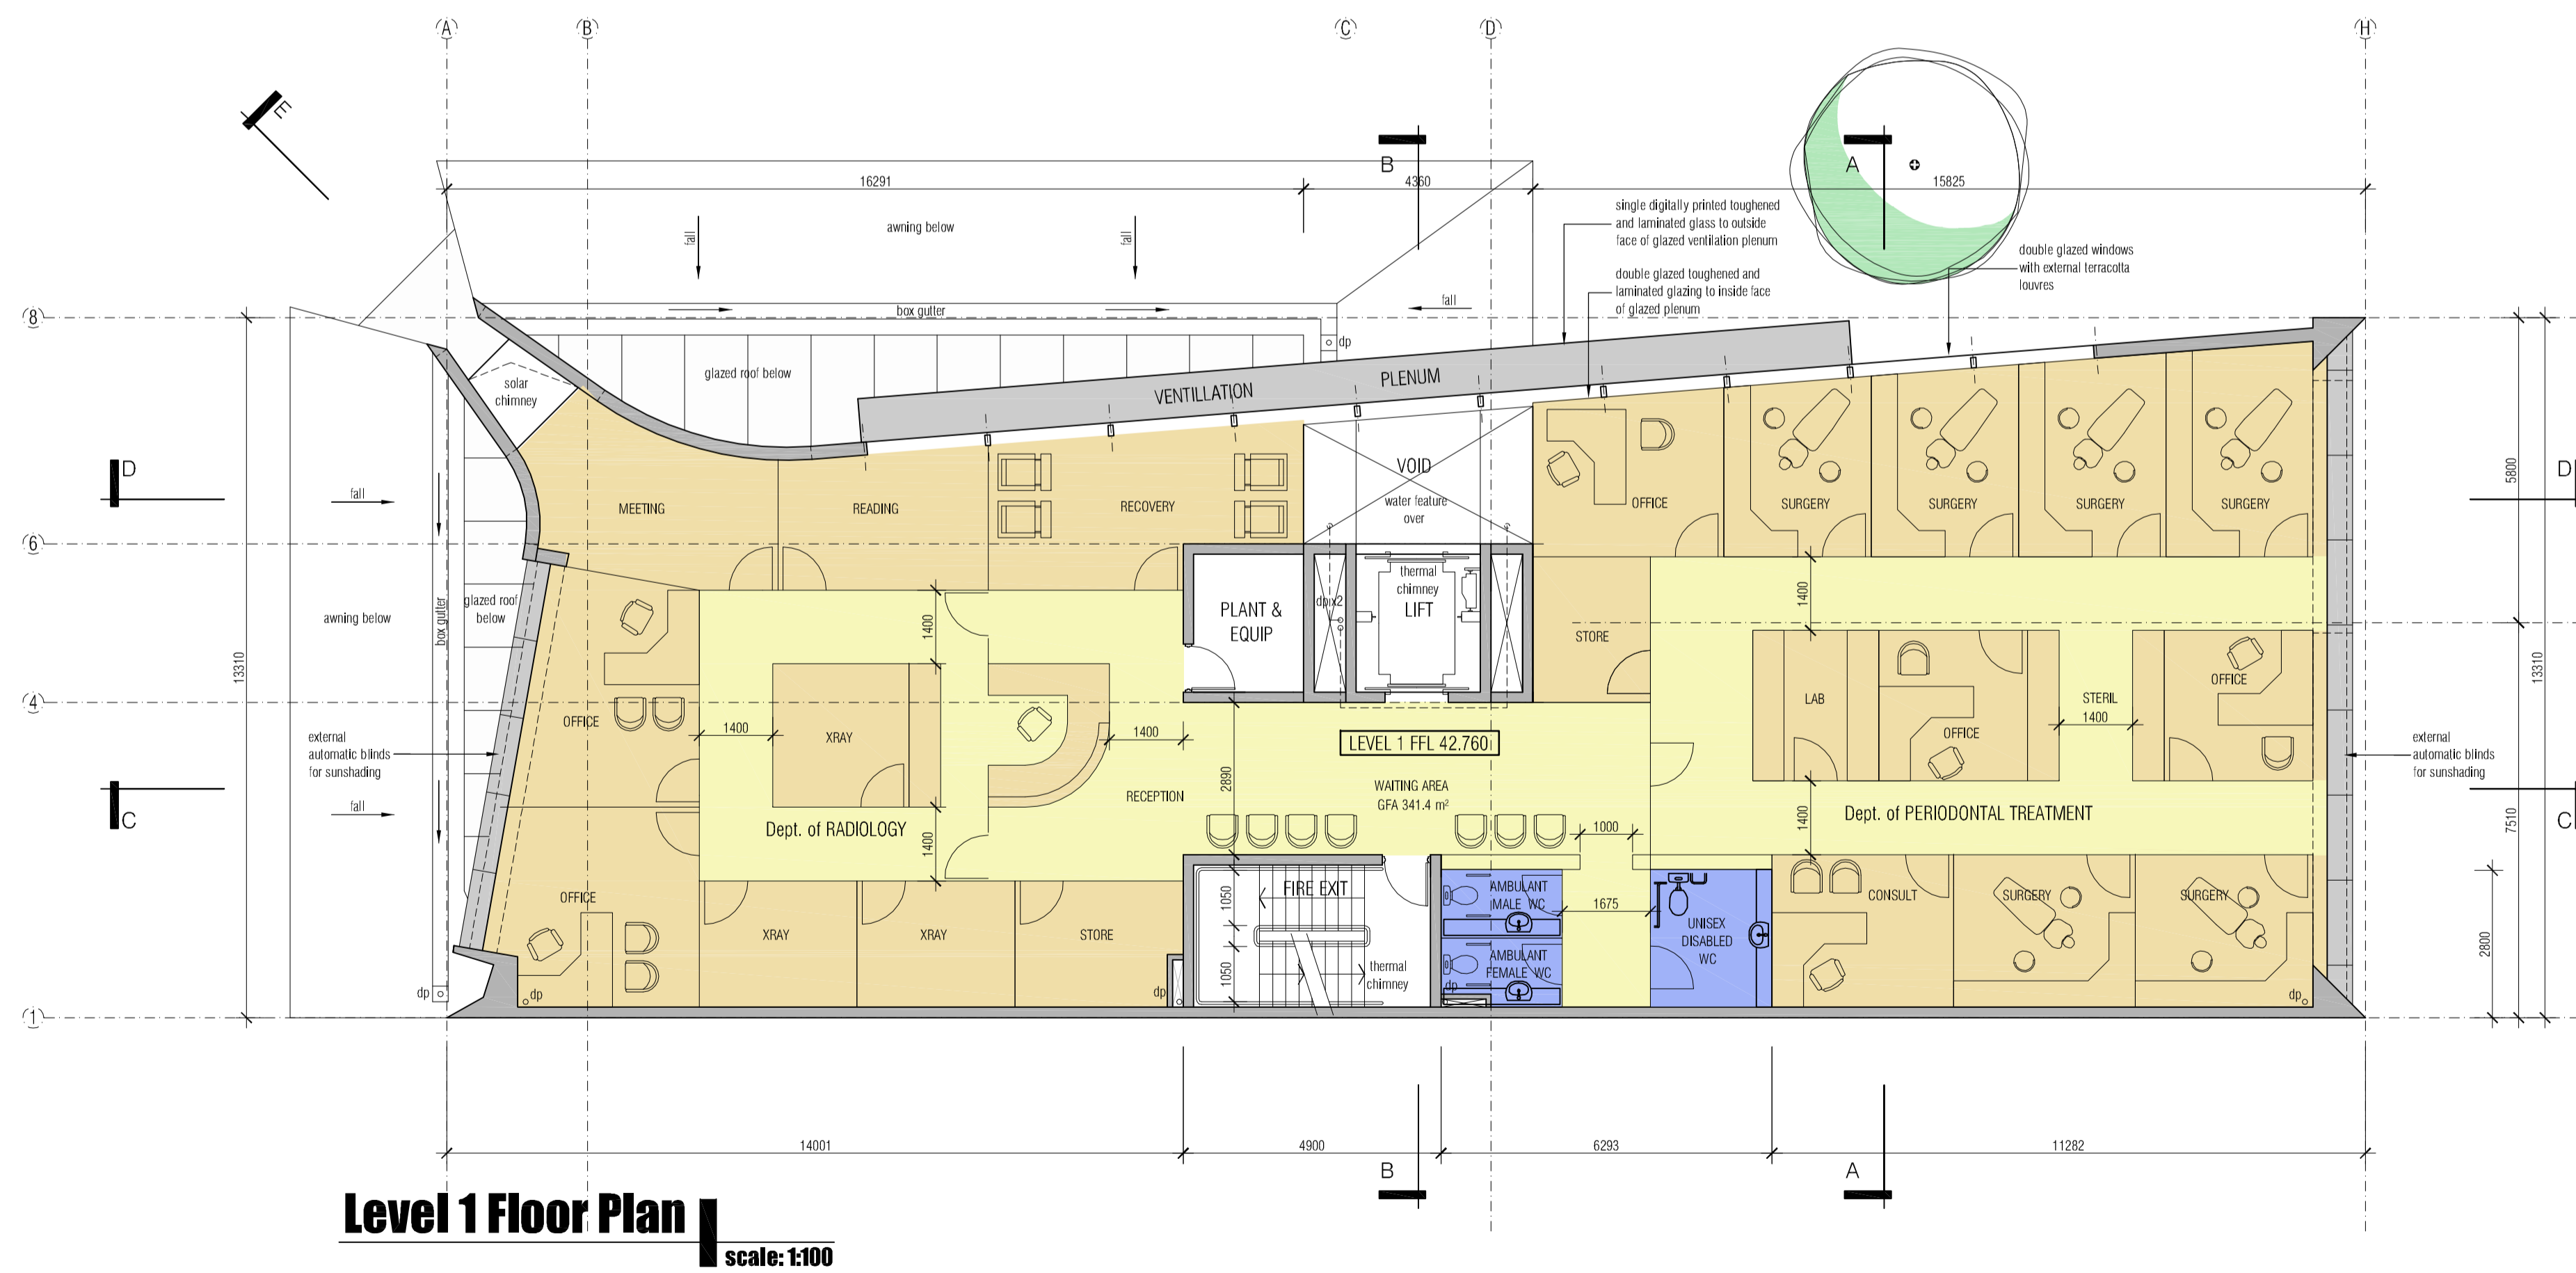 A
B
C
D
H
E
B
A
16291
4360
15825
single digitally printed toughened
and laminated glass to outside
face of glazed ventilation plenum
awning below
fall
fall
double glazed windows
with external terracotta
louvres
double glazed toughened and
laminated glazing to inside face
of glazed plenum
fall
8
box gutter
dp
glazed roof below
solar
chimney
VENTILLATION
PLENUM
D
fall
MEETING
READING
RECOVERY
VOID
water feature
over
OFFICE
SURGERY
SURGERY
SURGERY
SURGERY
5800
D
6
thermal
chimney
LIFT
dpx2
PLANT &
EQUIP
glazed roof
below
awning below
box gutter
1400
1400
STORE
13310
13310
4
OFFICE
1400
XRAY
1400
LAB
OFFICE
STERIL
1400
OFFICE
external
automatic blinds
for sunshading
LEVEL 1 FFL 42.760
external
automatic blinds
for sunshading
2890
WAITING AREA
GFA 341.4 m²
RECEPTION
C
fall
Dept. of RADIOLOGY
1400
1000
1400
Dept. of PERIODONTAL TREATMENT
7510
C
OFFICE
FIRE EXIT
1050
1050
thermal
chimney
AMBULANT
MALE WC
AMBULANT
FEMALE WC
1675
UNISEX
DISABLED
WC
CONSULT
SURGERY
SURGERY
2800
XRAY
XRAY
STORE
dp
dp
dp
dp
dp
1
14001
4900
6293
11282
B
A
Level 1 Floor Plan
scale: 1:100